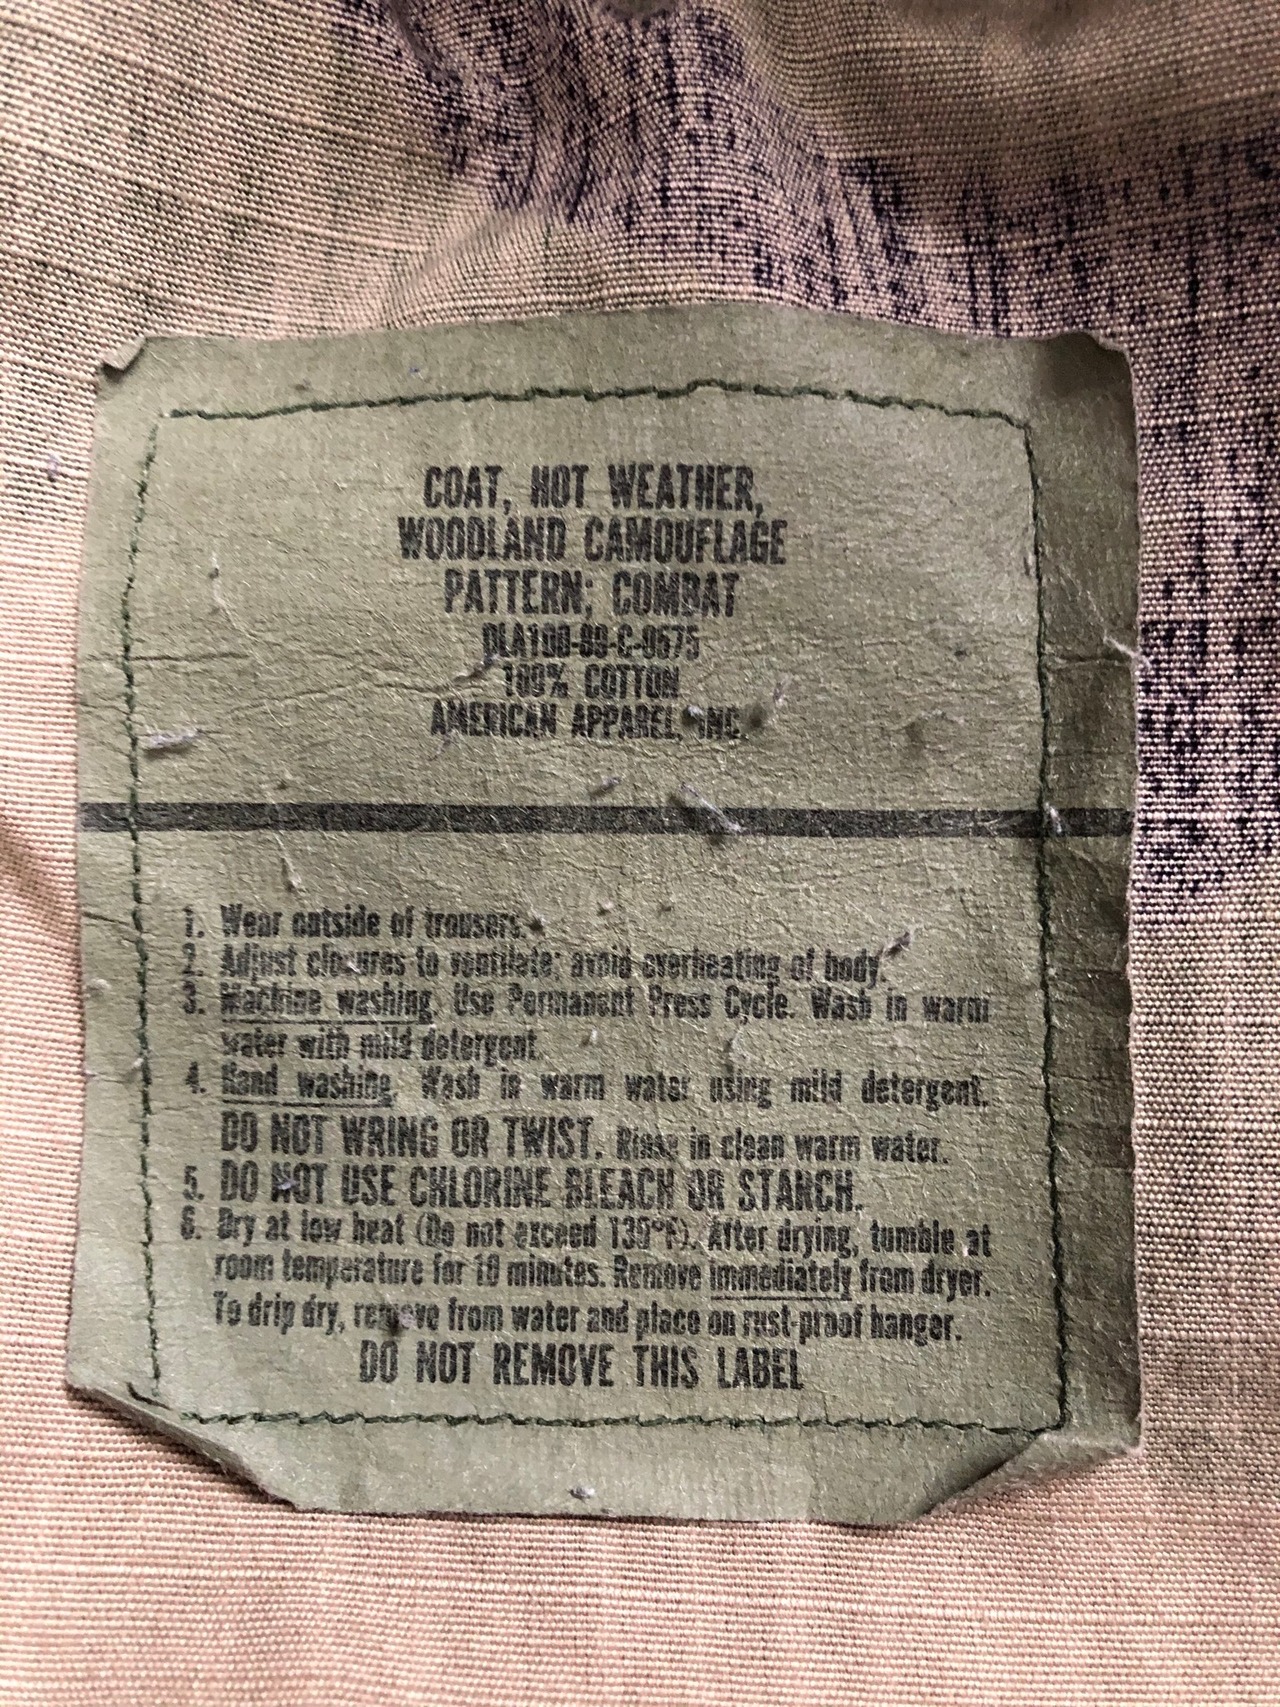 COAT, HOT WEATHER,
WOODLAND CAMOUFLAGE
PATTERN; COMBAT
100% COTTON
AMERICAN APPAREL, INC.
1. Wear outside of trousers.
2. Adjust closures to ventilate; avoid overheating of body.
3. Machine washing. Use Permanent Press Cycle. Wash in warm
water with mild detergent.
4. Hand washing. Wash in warm water using mild detergent.
DO NOT WRING OR TWIST. Rinse in clean warm water.
5. DO NOT USE CHLORINE BLEACH OR STARCH.
6. Dry at low heat (Do not exceed 130°F). After drying, tumble at
room temperature for 10 minutes. Remove immediately from dryer.
To drip dry, remove from water and place on rust-proof hanger.
DO NOT REMOVE THIS LABEL